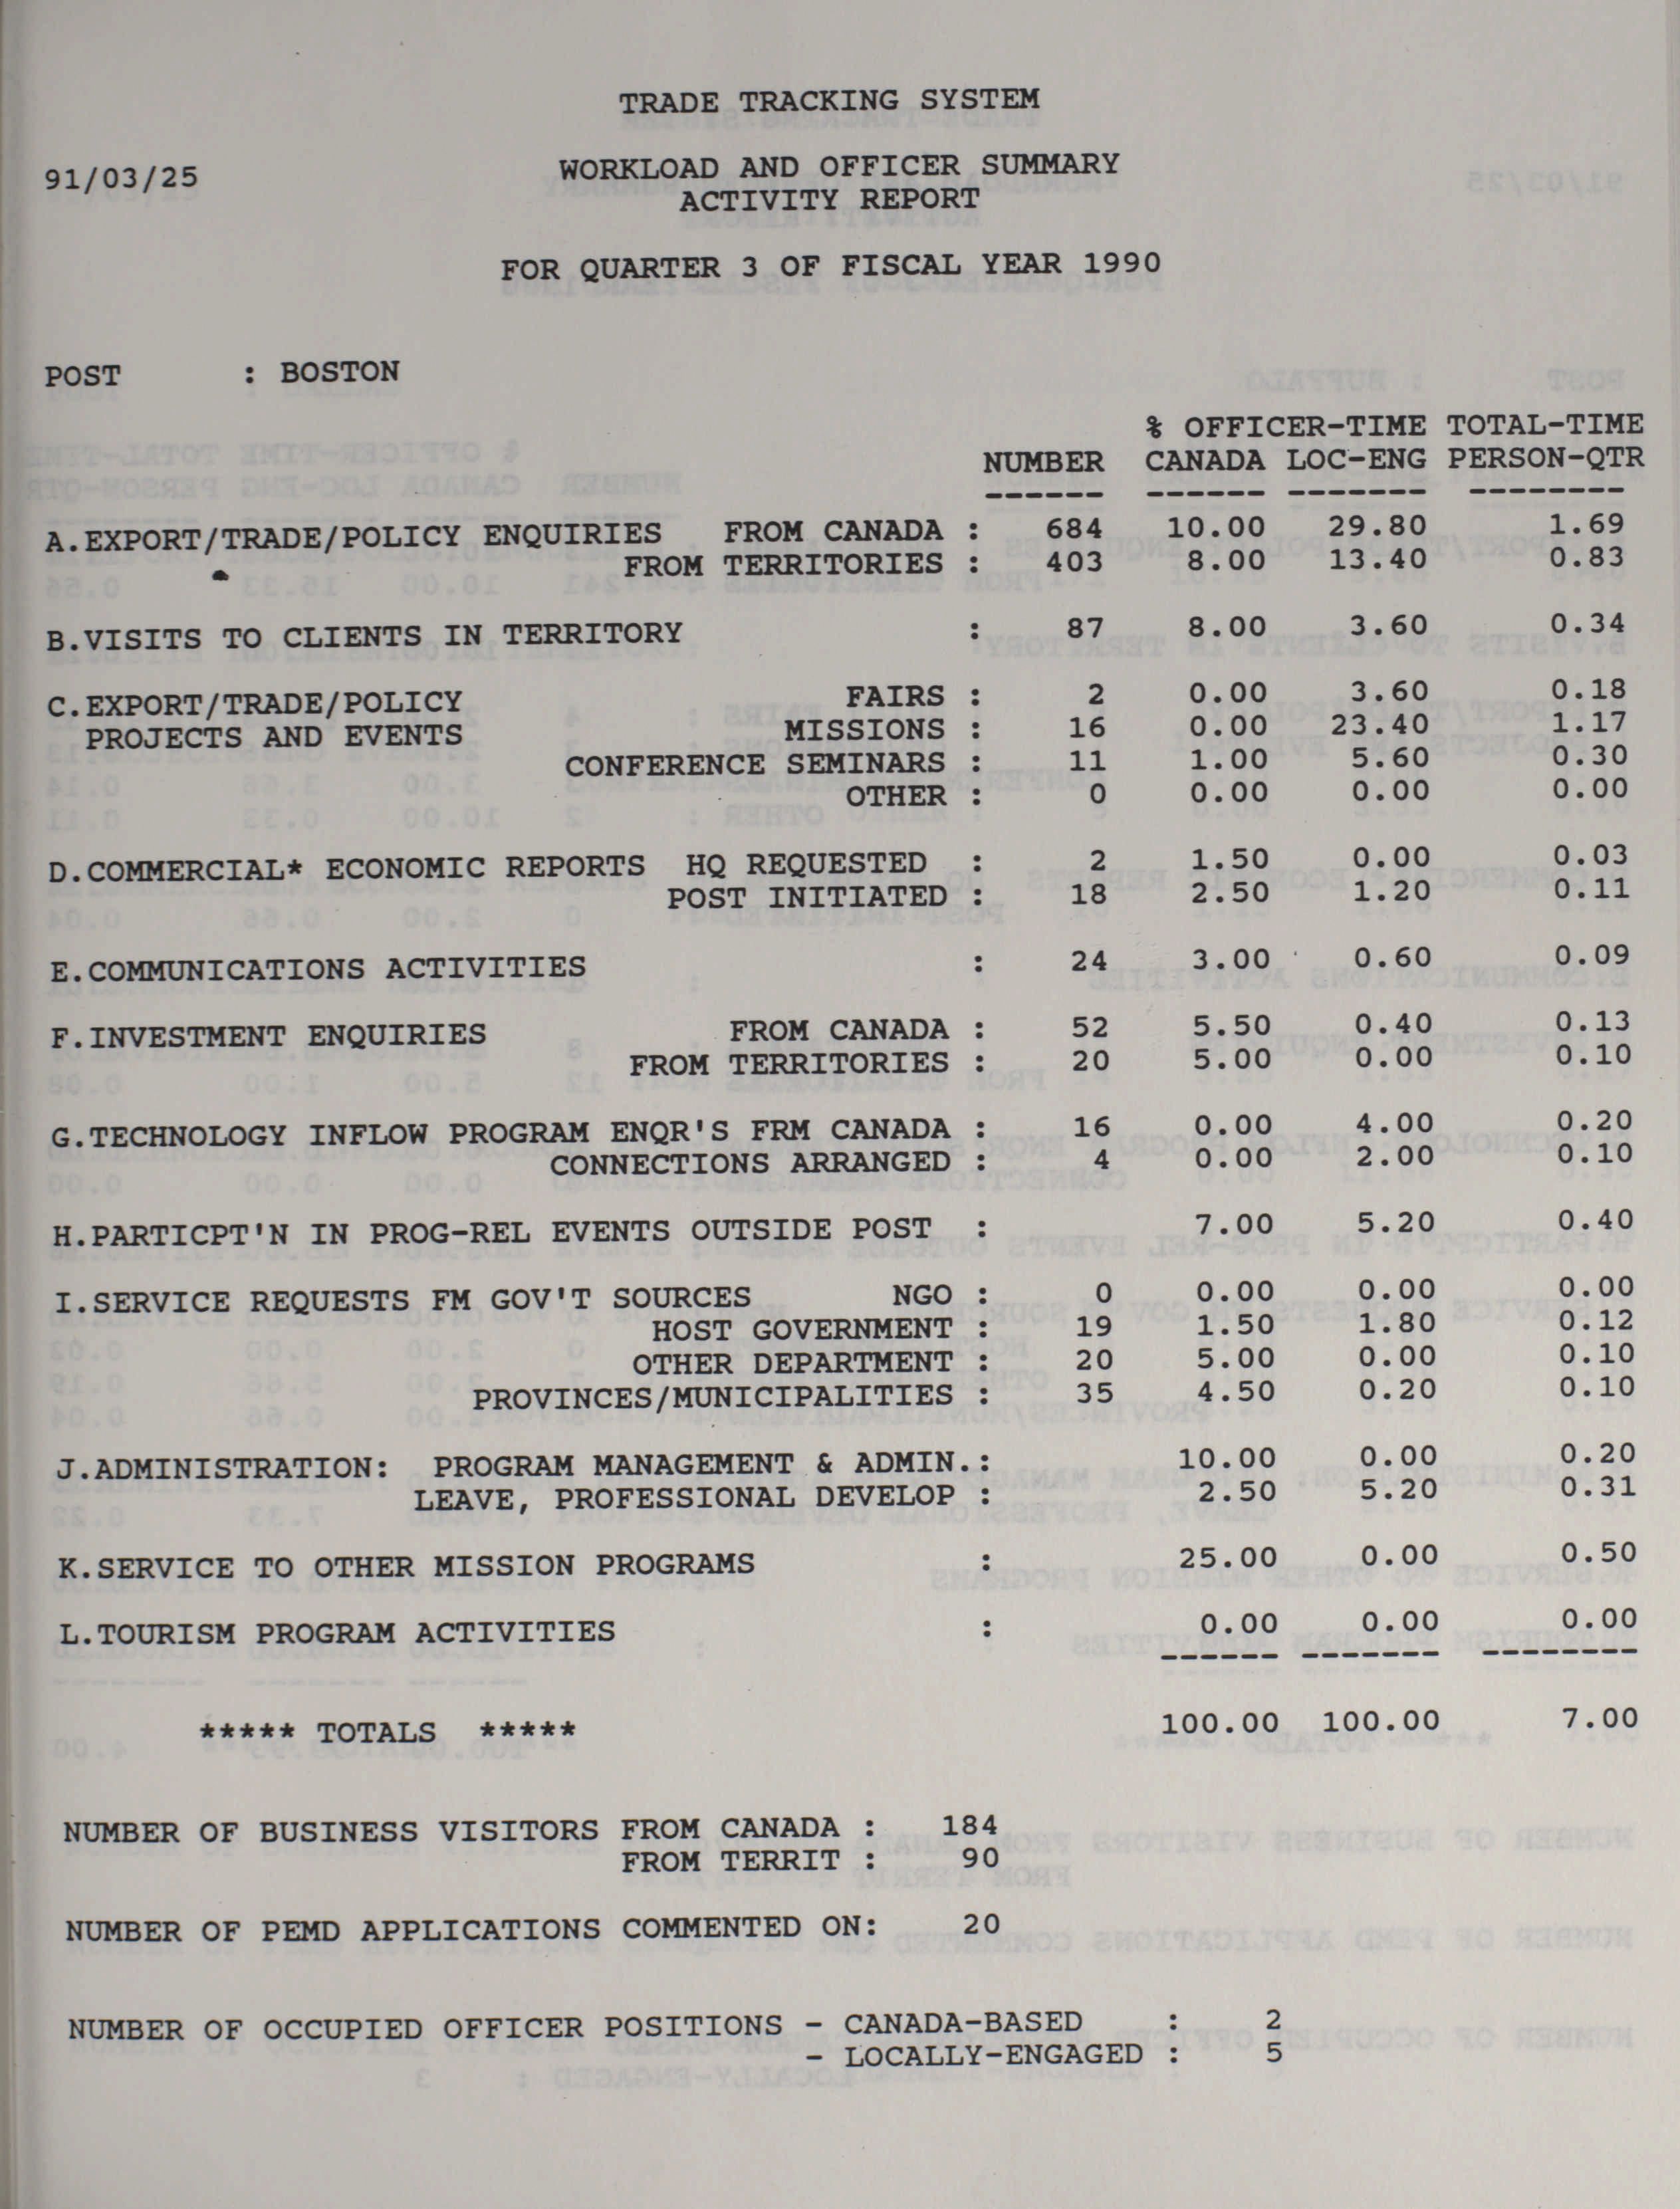 TRADE TRACKING SYSTEM
91/03/25 WORKLOAD AND OFFICER SUMMARY
ACTIVITY REPORT
FOR QUARTER 3 OF FISCAL YEAR 1990
POST : BOSTON
% OFFICER-TIME TOTAL-TIME
NUMBER CANADA LOC-ENG PERSON-QTR
------ ------ ------- --------
A.EXPORT/TRADE/POLICY ENQUIRIES FROM CANADA : 684 10.00 29.80 1.69
FROM TERRITORIES : 403 8.00 13.40 0.83
B.VISITS TO CLIENTS IN TERRITORY : 87 8.00 3.60 0.34
C.EXPORT/TRADE/POLICY FAIRS : 2 0.00 3.60 0.18
PROJECTS AND EVENTS MISSIONS : 16 0.00 23.40 1.17
CONFERENCE SEMINARS : 11 1.00 5.60 0.30
OTHER : 0 0.00 0.00 0.00
D.COMMERCIAL* ECONOMIC REPORTS HQ REQUESTED : 2 1.50 0.00 0.03
POST INITIATED : 18 2.50 1.20 0.11
E.COMMUNICATIONS ACTIVITIES : 24 3.00 0.60 0.09
F.INVESTMENT ENQUIRIES FROM CANADA : 52 5.50 0.40 0.13
FROM TERRITORIES : 20 5.00 0.00 0.10
G.TECHNOLOGY INFLOW PROGRAM ENQR'S FRM CANADA : 16 0.00 4.00 0.20
CONNECTIONS ARRANGED : 4 0.00 2.00 0.10
H.PARTICPT'N IN PROG-REL EVENTS OUTSIDE POST : 7.00 5.20 0.40
I.SERVICE REQUESTS FM GOV'T SOURCES NGO : 0 0.00 0.00 0.00
HOST GOVERNMENT : 19 1.50 1.80 0.12
OTHER DEPARTMENT : 20 5.00 0.00 0.10
PROVINCES/MUNICIPALITIES : 35 4.50 0.20 0.10
J.ADMINISTRATION: PROGRAM MANAGEMENT & ADMIN.: 10.00 0.00 0.20
LEAVE, PROFESSIONAL DEVELOP : 2.50 5.20 0.31
K.SERVICE TO OTHER MISSION PROGRAMS : 25.00 0.00 0.50
L.TOURISM PROGRAM ACTIVITIES : 0.00 0.00 0.00
------ ------- --------
***** TOTALS ***** 100.00 100.00 7.00
NUMBER OF BUSINESS VISITORS FROM CANADA : 184
FROM TERRIT : 90
NUMBER OF PEMD APPLICATIONS COMMENTED ON: 20
NUMBER OF OCCUPIED OFFICER POSITIONS - CANADA-BASED : 2
- LOCALLY-ENGAGED : 5